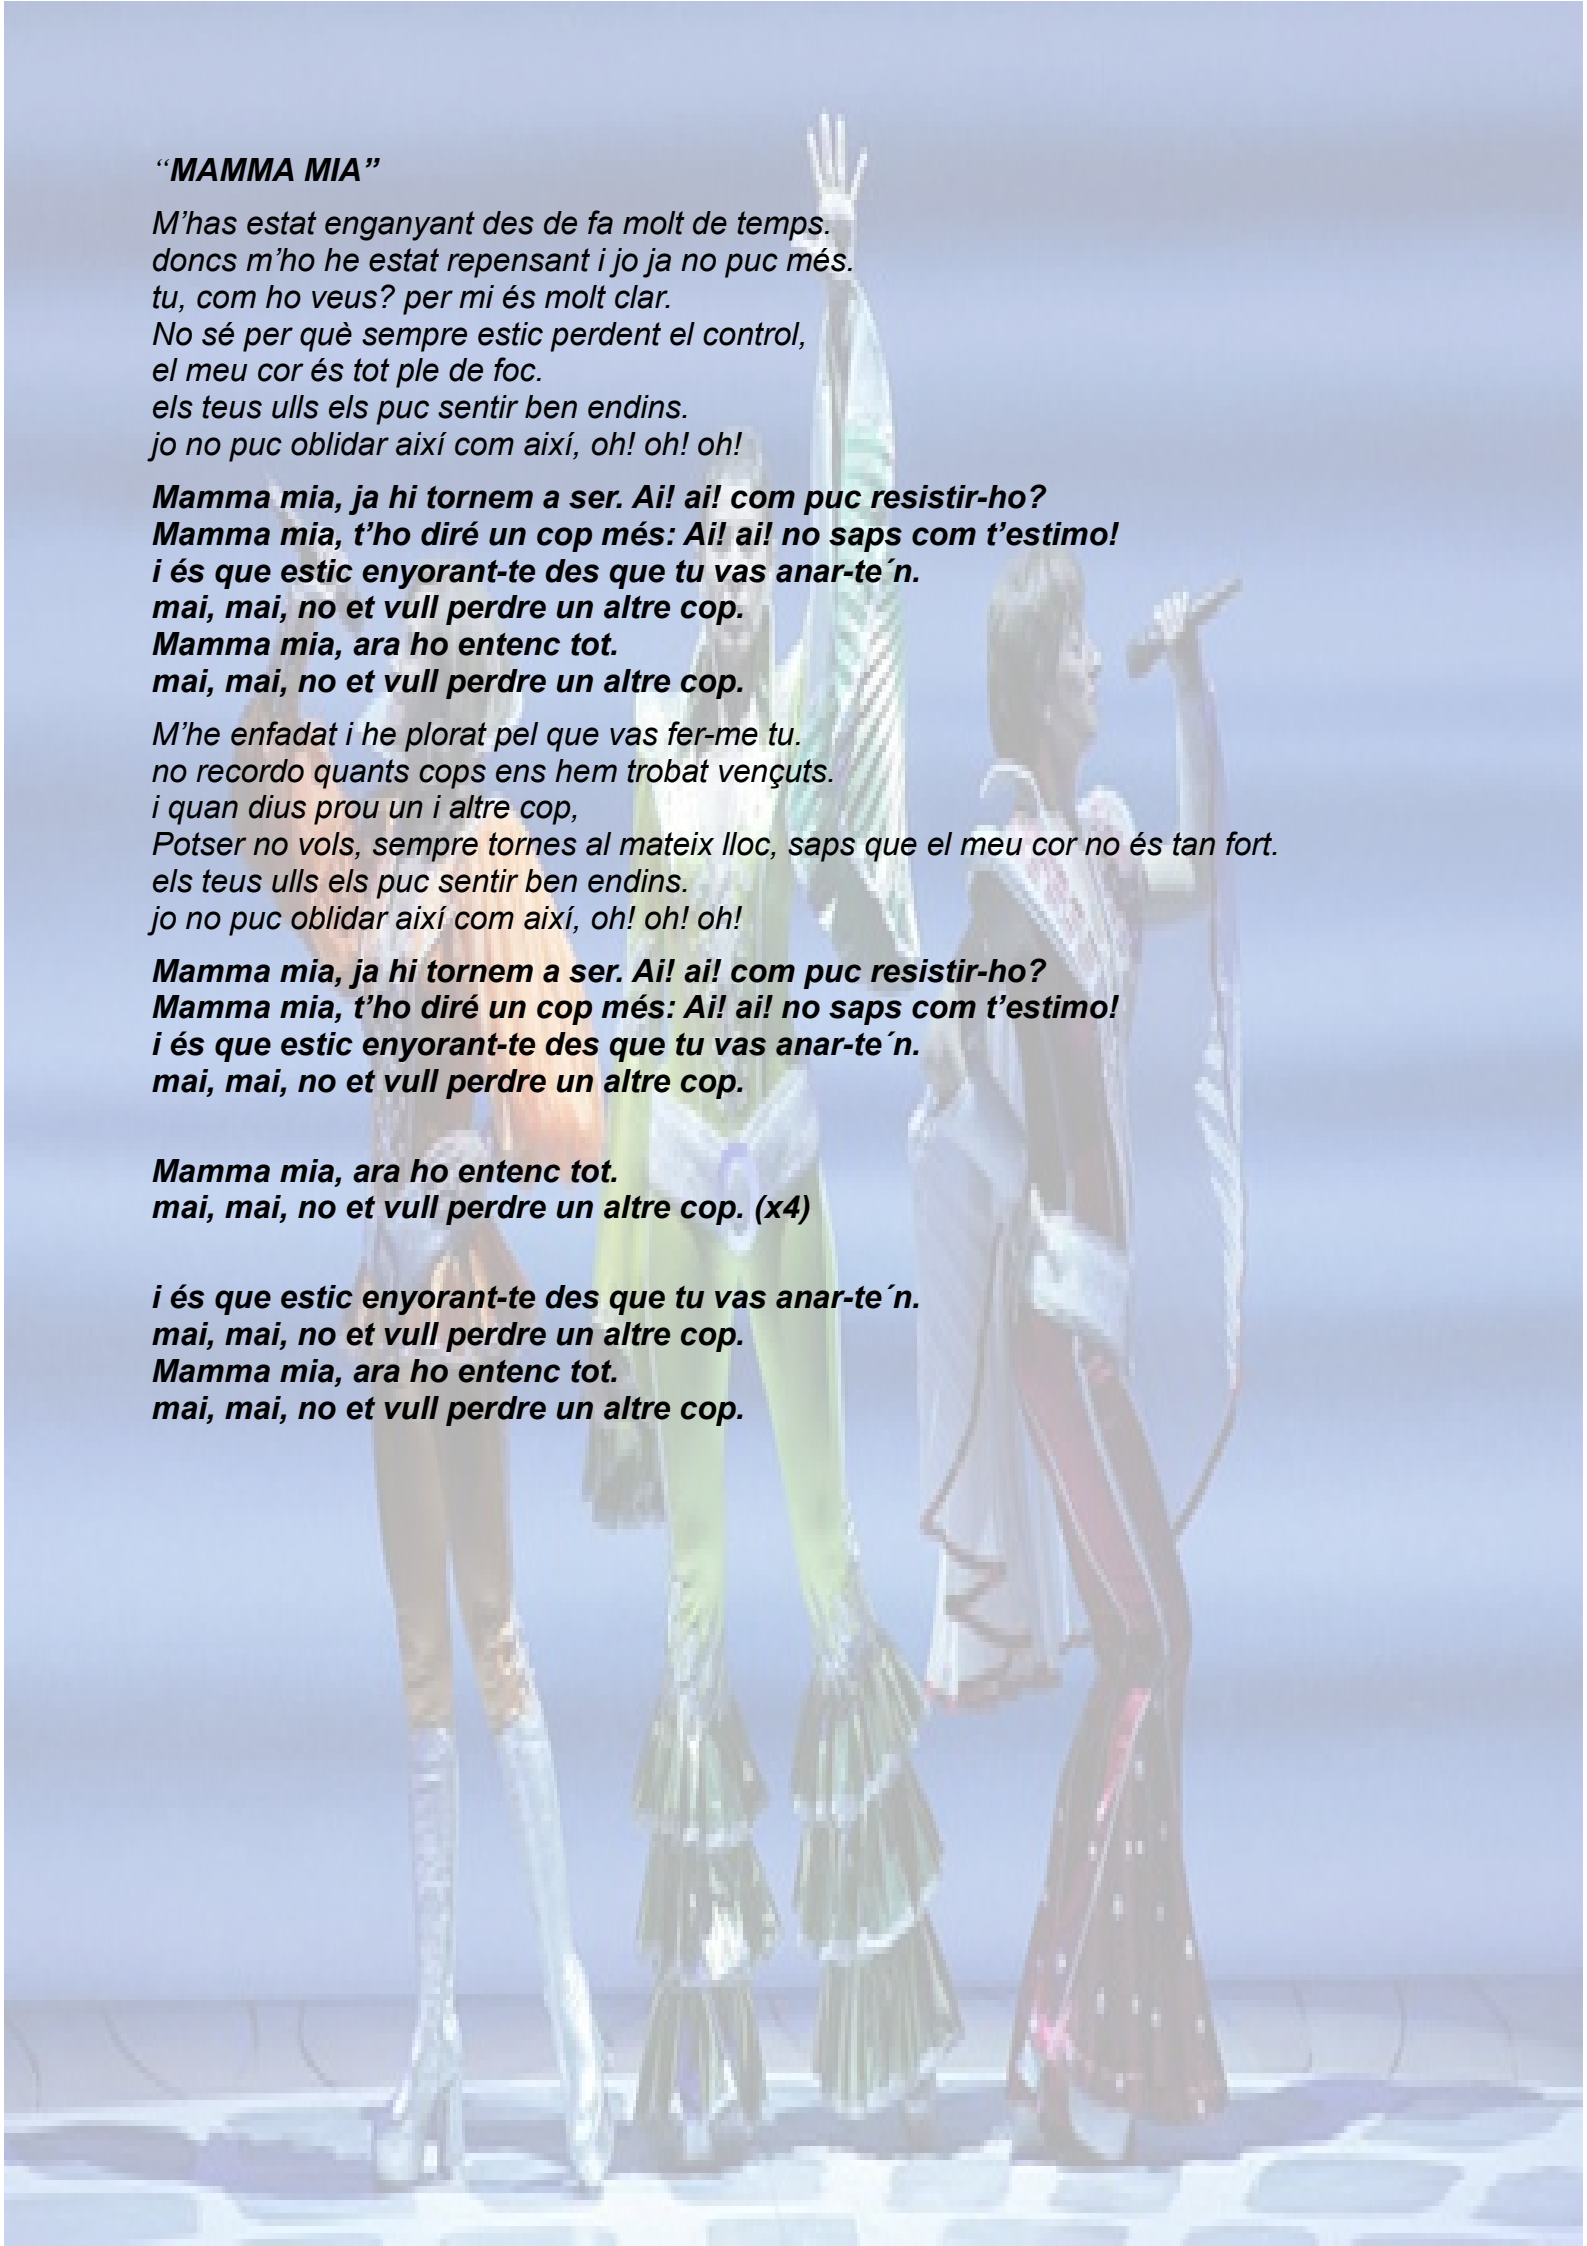 “MAMMA MIA”
M’has estat enganyant des de fa molt de temps.
doncs m’ho he estat repensant i jo ja no puc més.
tu, com ho veus? per mi és molt clar.
No sé per què sempre estic perdent el control,
el meu cor és tot ple de foc.
els teus ulls els puc sentir ben endins.
jo no puc oblidar així com així, oh! oh! oh!
Mamma mia, ja hi tornem a ser. Ai! ai! com puc resistir-ho?
Mamma mia, t’ho diré un cop més: Ai! ai! no saps com t’estimo!
i és que estic enyorant-te des que tu vas anar-te´n.
mai, mai, no et vull perdre un altre cop.
Mamma mia, ara ho entenc tot.
mai, mai, no et vull perdre un altre cop.
M’he enfadat i he plorat pel que vas fer-me tu.
no recordo quants cops ens hem trobat vençuts.
i quan dius prou un i altre cop,
Potser no vols, sempre tornes al mateix lloc, saps que el meu cor no és tan fort.
els teus ulls els puc sentir ben endins.
jo no puc oblidar així com així, oh! oh! oh!
Mamma mia, ja hi tornem a ser. Ai! ai! com puc resistir-ho?
Mamma mia, t’ho diré un cop més: Ai! ai! no saps com t’estimo!
i és que estic enyorant-te des que tu vas anar-te´n.
mai, mai, no et vull perdre un altre cop.
Mamma mia, ara ho entenc tot.
mai, mai, no et vull perdre un altre cop. (x4)
i és que estic enyorant-te des que tu vas anar-te´n.
mai, mai, no et vull perdre un altre cop.
Mamma mia, ara ho entenc tot.
mai, mai, no et vull perdre un altre cop.